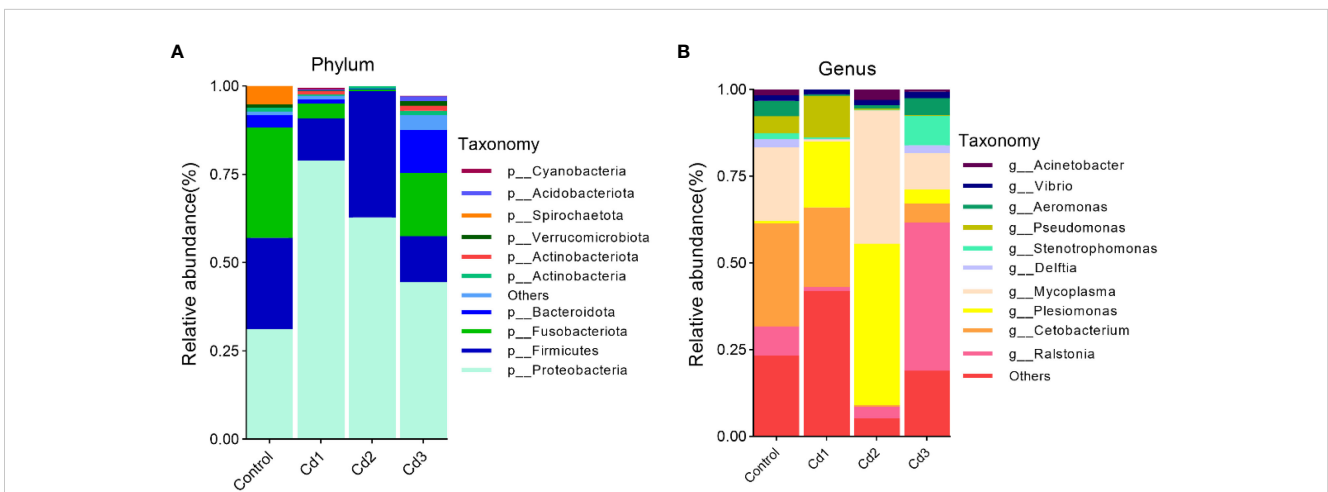 A
Phylum
Relative abundance(%)
1.00
0.75
0.50
0.25
0.00
Control
Cd1
Cd2
Cd3
Taxonomy
p__Cyanobacteria
p__Acidobacteriota
p__Spirochaetota
p__Verrucomicrobiota
p__Actinobacteriota
p__Actinobacteria
Others
p__Bacteroidota
p__Fusobacteriota
p__Firmicutes
p__Proteobacteria
B
Genus
Relative abundance(%)
1.00
0.75
0.50
0.25
0.00
Control
Cd1
Cd2
Cd3
Taxonomy
g__Acinetobacter
g__Vibrio
g__Aeromonas
g__Pseudomonas
g__Stenotrophomonas
g__Delftia
g__Mycoplasma
g__Plesiomonas
g__Cetobacterium
g__Ralstonia
Others